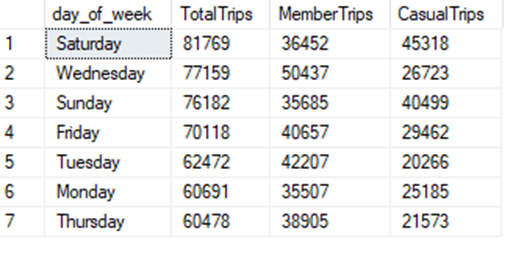 day_of_week TotalTrips MemberTrips CasualTrips
1 Saturday 81769 36452 45318
2 Wednesday 77159 50437 26723
3 Sunday 76182 35685 40499
4 Friday 70118 40657 29462
5 Tuesday 62472 42207 20266
6 Monday 60691 35507 25185
7 Thursday 60478 38905 21573